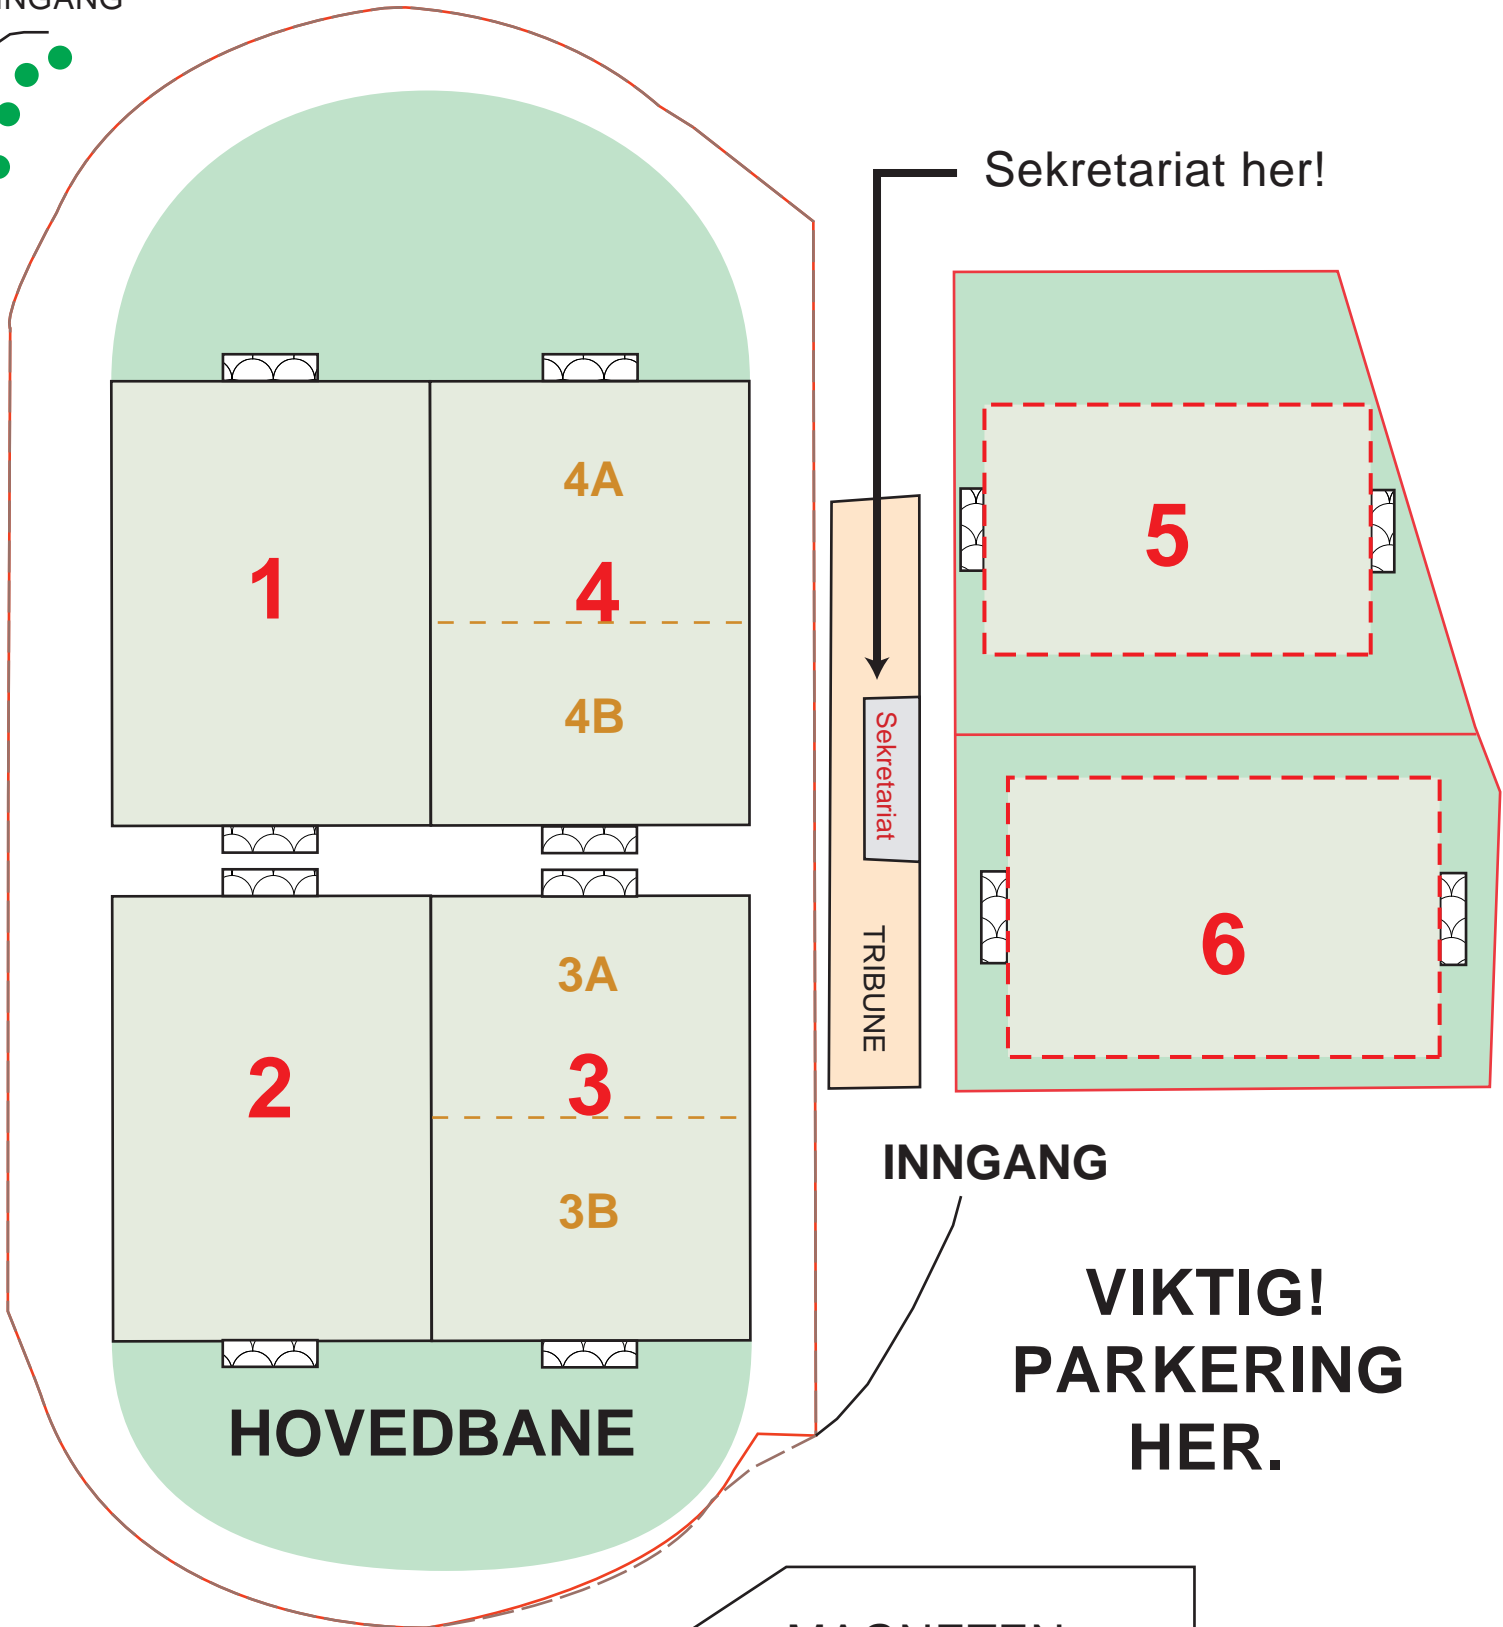 Sekretariat her!
4A
1
4
4B
5
Sekretariat
TRIBUNE
6
3A
2
3
3B
INNGANG
VIKTIG!
PARKERING
HER.
HOVEDBANE